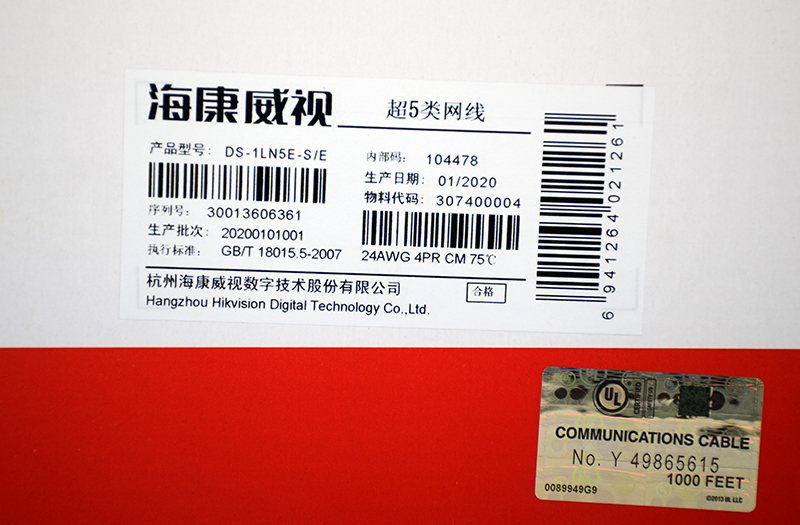 海康威视
超5类网线
产品型号: DS-1LN5E-S/E
内部码: 104478
生产日期: 01/2020
物料代码: 307400004
序列号: 30013606361
生产批次: 20200101001
执行标准: GB/T 18015.5-2007
24AWG 4PR CM 75℃
杭州海康威视数字技术股份有限公司
合格
Hangzhou Hikvision Digital Technology Co.,Ltd.
6 941264 021261
UL
CERTIFIED
COMMUNICATIONS CABLE
No. Y 49865615
1000 FEET
0089949G9
©2013 UL LLC